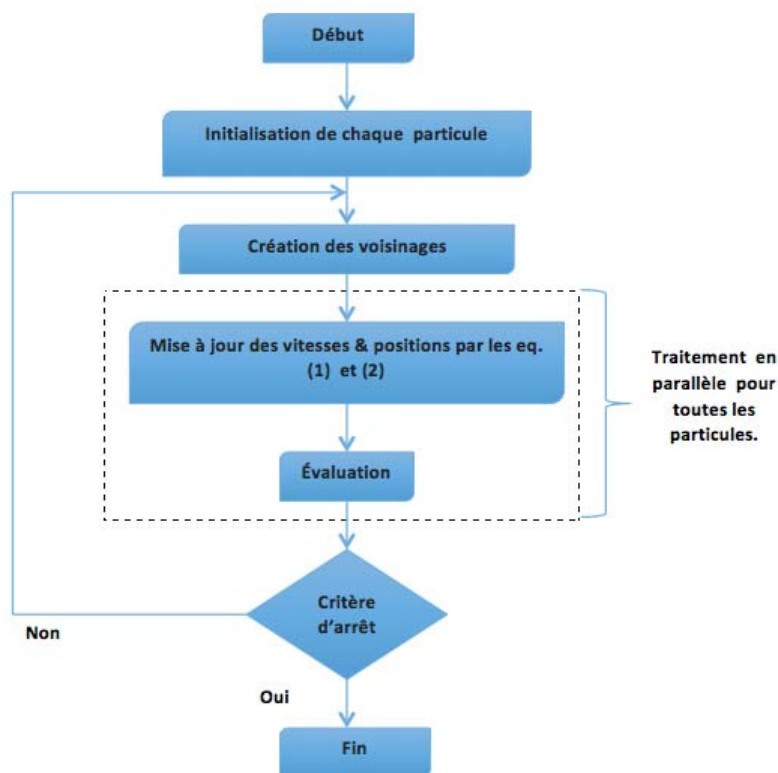 Début
Initialisation de chaque particule
Création des voisinages
Mise à jour des vitesses & positions par les eq.
(1) et (2)
Traitement en
parallèle pour
toutes les
particules.
Évaluation
Critère
d'arrêt
Non
Oui
Fin